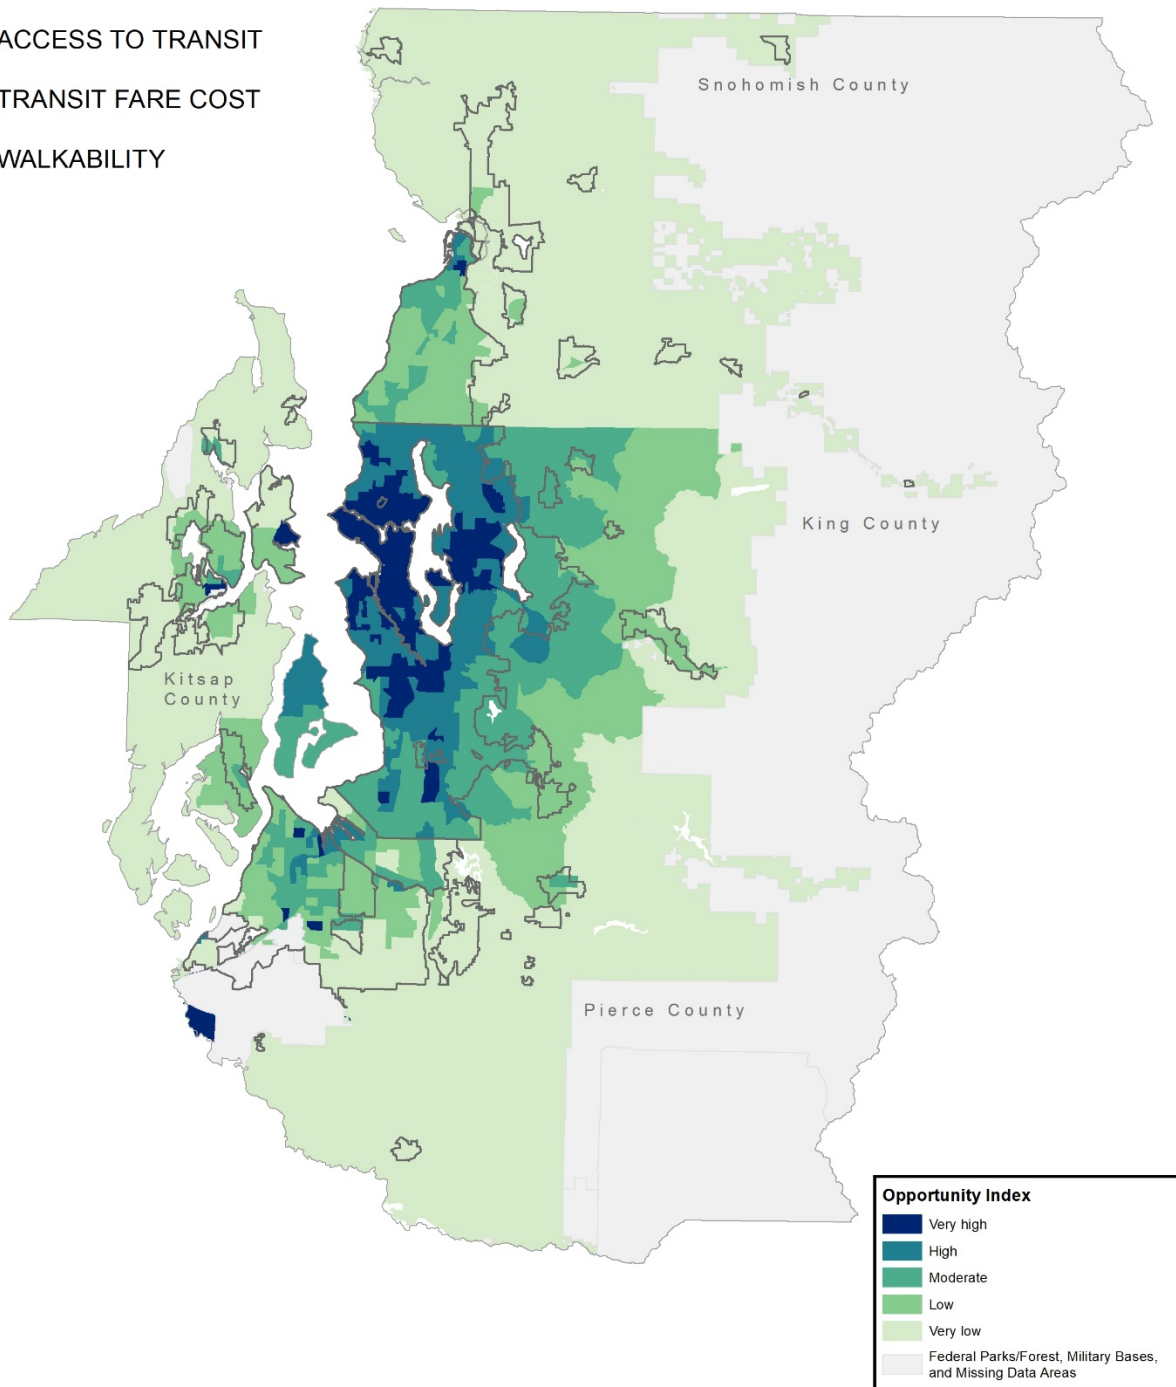 ACCESS TO TRANSIT
TRANSIT FARE COST
WALKABILITY
Snohomish County
King County
Kitsap
County
Pierce County
Opportunity Index
Very high
High
Moderate
Low
Very low
Federal Parks/Forest, Military Bases,
and Missing Data Areas